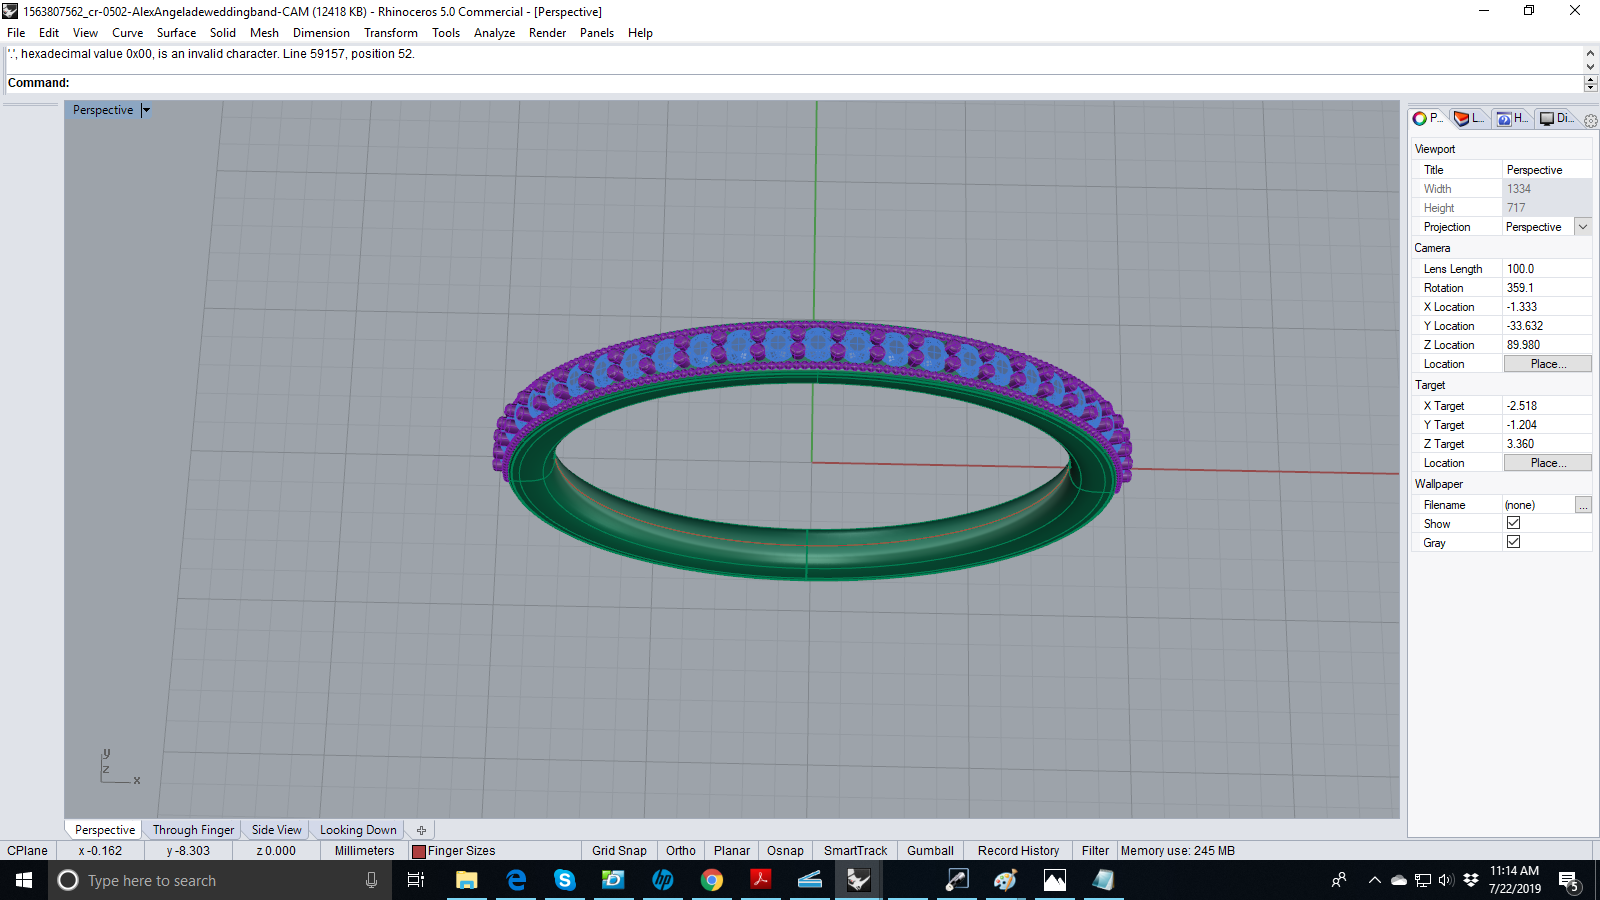 1563807562_cr-0502-AlexAngeladeweddingband-CAM (12418 KB) - Rhinoceros 5.0 Commercial - [Perspective]
File Edit View Curve Surface Solid Mesh Dimension Transform Tools Analyze Render Panels Help
'.', hexadecimal value 0x00, is an invalid character. Line 59157, position 52.
Command:
Perspective
P... L... H... Di...
Viewport
Title Perspective
Width 1334
Height 717
Projection Perspective
Camera
Lens Length 100.0
Rotation 359.1
X Location -1.333
Y Location -33.632
Z Location 89.980
Location Place...
Target
X Target -2.518
Y Target -1.204
Z Target 3.360
Location Place...
Wallpaper
Filename (none) ...
Show
Gray
y
z
x
Perspective Through Finger Side View Looking Down
CPlane x -0.162 y -8.303 z 0.000 Millimeters Finger Sizes Grid Snap Ortho Planar Osnap SmartTrack Gumball Record History Filter Memory use: 245 MB
Type here to search
11:14 AM
7/22/2019
5